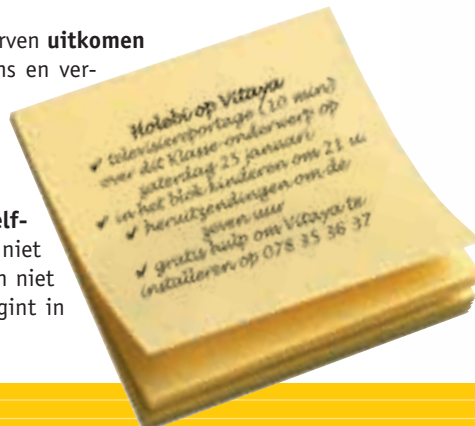 rven uitkomen
ns en ver-
elf-
niet
n niet
gint in
Holebi op Vitaya
✓ televisiereportage (10 min)
over dit Klasse-onderwerp op
zaterdag 25 januari
✓ in het blok kinderen om 21 u.
✓ heruitzendingen om de
zeven uur
✓ gratis hulp om Vitaya te
installeren op 078 35 36 37